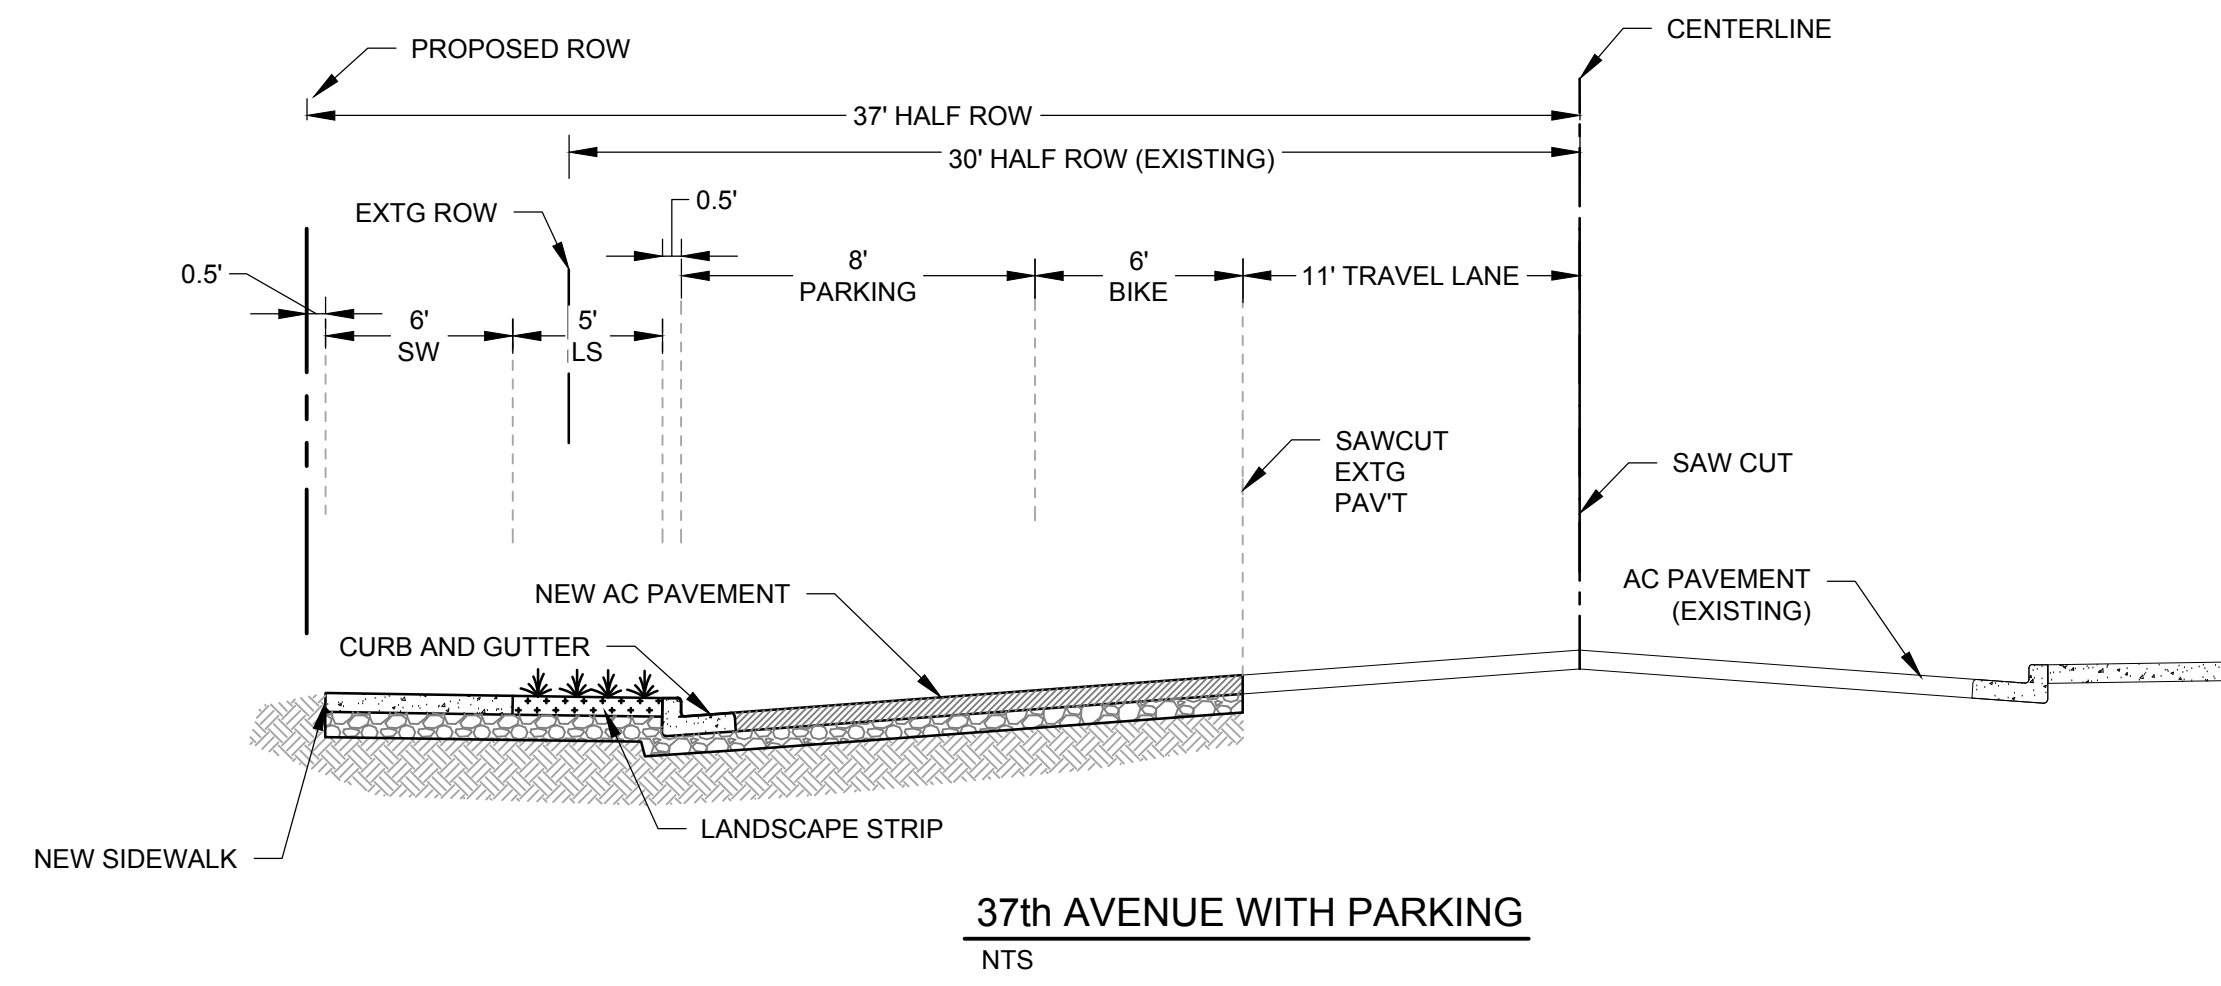 PROPOSED ROW
CENTERLINE
37' HALF ROW
30' HALF ROW (EXISTING)
0.5'
EXTG ROW
0.5'
8'
PARKING
6'
BIKE
11' TRAVEL LANE
6'
SW
5'
LS
SAWCUT
EXTG
PAV'T
SAW CUT
NEW AC PAVEMENT
AC PAVEMENT
(EXISTING)
CURB AND GUTTER
LANDSCAPE STRIP
NEW SIDEWALK
37th AVENUE WITH PARKING
NTS